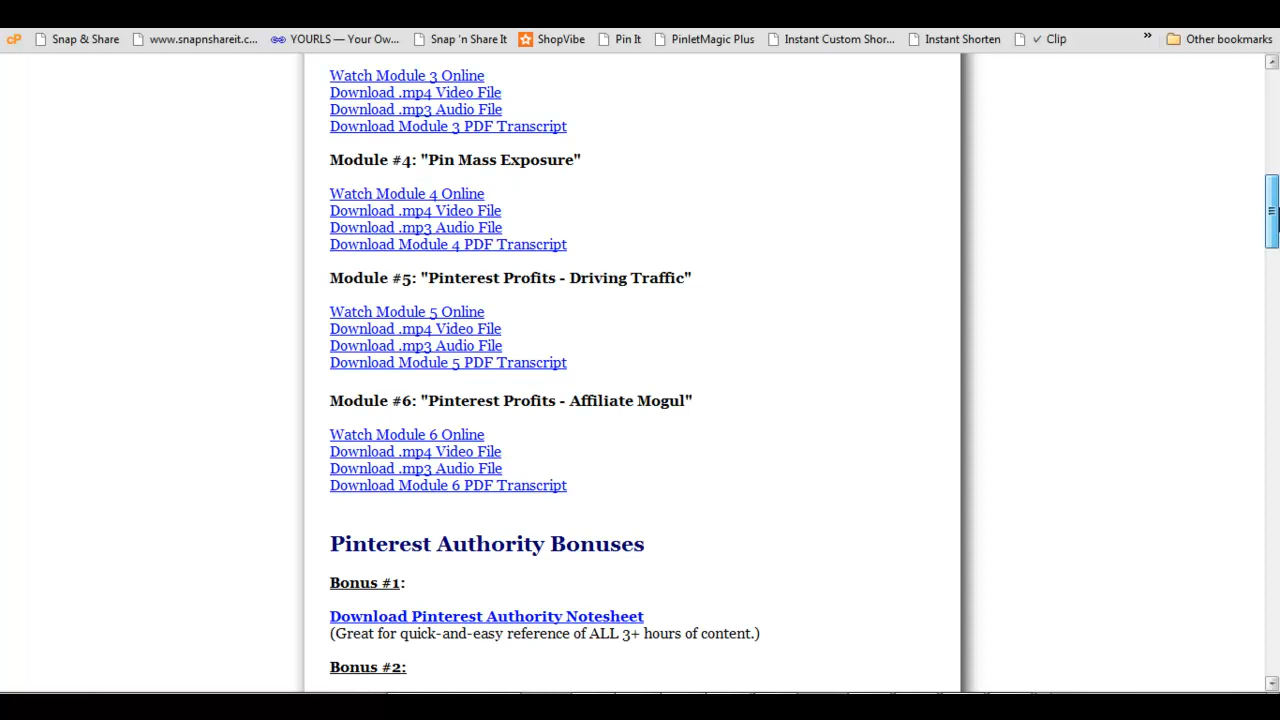 cP Snap & Share www.snapnshareit.c... YOURLS — Your Ow... Snap 'n Share It ShopVibe Pin It PinletMagic Plus Instant Custom Shor... Instant Shorten ✓ Clip » Other bookmarks
Watch Module 3 Online
Download .mp4 Video File
Download .mp3 Audio File
Download Module 3 PDF Transcript
Module #4: "Pin Mass Exposure"
Watch Module 4 Online
Download .mp4 Video File
Download .mp3 Audio File
Download Module 4 PDF Transcript
Module #5: "Pinterest Profits - Driving Traffic"
Watch Module 5 Online
Download .mp4 Video File
Download .mp3 Audio File
Download Module 5 PDF Transcript
Module #6: "Pinterest Profits - Affiliate Mogul"
Watch Module 6 Online
Download .mp4 Video File
Download .mp3 Audio File
Download Module 6 PDF Transcript
Pinterest Authority Bonuses
Bonus #1:
Download Pinterest Authority Notesheet
(Great for quick-and-easy reference of ALL 3+ hours of content.)
Bonus #2: